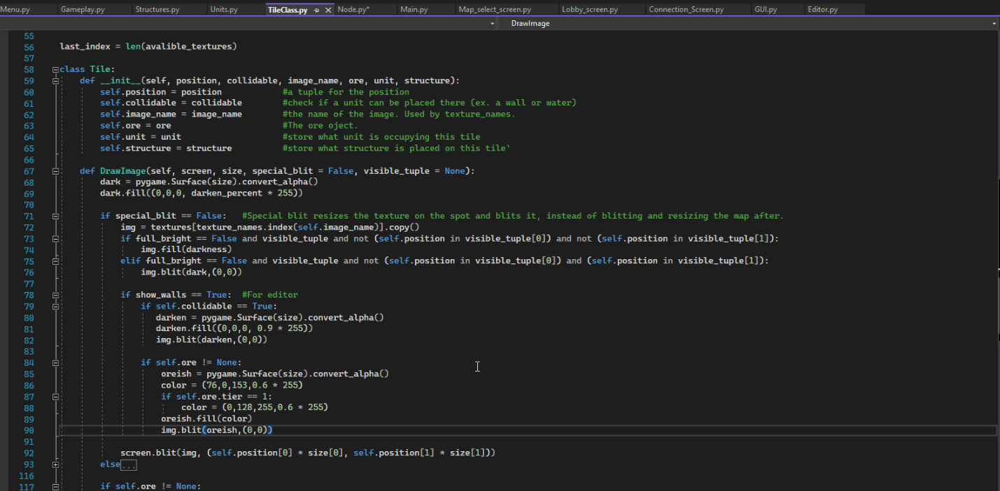 Menu.py Gameplay.py Structures.py Units.py TileClass.py Node.py* Main.py Map_select_screen.py Lobby_screen.py Connection_Screen.py GUI.py Editor.py
DrawImage
55
56 last_index = len(avalible_textures)
57
58 class Tile:
59 def __init__(self, position, collidable, image_name, ore, unit, structure):
60 self.position = position #a tuple for the position
61 self.collidable = collidable #check if a unit can be placed there (ex. a wall or water)
62 self.image_name = image_name #the name of the image. Used by texture_names.
63 self.ore = ore #The ore oject.
64 self.unit = unit #store what unit is occupying this tile
65 self.structure = structure #store what structure is placed on this tile`
66
67 def DrawImage(self, screen, size, special_blit = False, visible_tuple = None):
68 dark = pygame.Surface(size).convert_alpha()
69 dark.fill((0,0,0, darken_percent * 255))
70
71 if special_blit == False: #Special blit resizes the texture on the spot and blits it, instead of blitting and resizing the map after.
72 img = textures[texture_names.index(self.image_name)].copy()
73 if full_bright == False and visible_tuple and not (self.position in visible_tuple[0]) and not (self.position in visible_tuple[1]):
74 img.fill(darkness)
75 elif full_bright == False and visible_tuple and not (self.position in visible_tuple[0]) and (self.position in visible_tuple[1]):
76 img.blit(dark,(0,0))
77
78 if show_walls == True: #For editor
79 if self.collidable == True:
80 darken = pygame.Surface(size).convert_alpha()
81 darken.fill((0,0,0, 0.9 * 255))
82 img.blit(darken,(0,0))
83
84 if self.ore != None:
85 oreish = pygame.Surface(size).convert_alpha()
86 color = (76,0,153,0.6 * 255)
87 if self.ore.tier == 1:
88 color = (0,128,255,0.6 * 255)
89 oreish.fill(color)
90 img.blit(oreish,(0,0))
91
92 screen.blit(img, (self.position[0] * size[0], self.position[1] * size[1]))
93 else...
116
117 if self.ore != None: